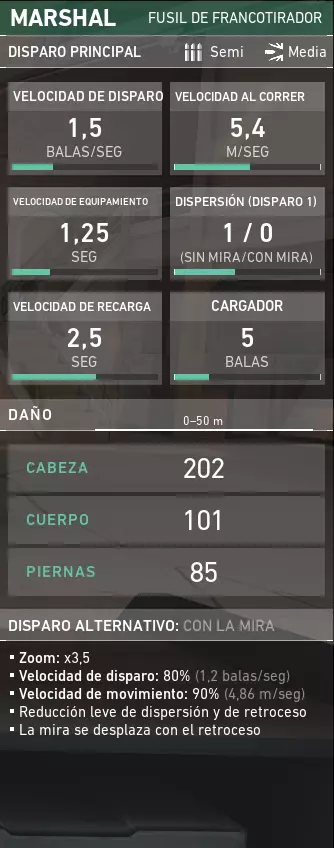 MARSHAL FUSIL DE FRANCOTIRADOR
DISPARO PRINCIPAL Semi Media
VELOCIDAD DE DISPARO
1,5
BALAS/SEG
VELOCIDAD AL CORRER
5,4
M/SEG
VELOCIDAD DE EQUIPAMIENTO
1,25
SEG
DISPERSIÓN (DISPARO 1)
1 / 0
(SIN MIRA/CON MIRA)
VELOCIDAD DE RECARGA
2,5
SEG
CARGADOR
5
BALAS
DAÑO
0–50 m
CABEZA 202
CUERPO 101
PIERNAS 85
DISPARO ALTERNATIVO: CON LA MIRA
▪ Zoom: x3,5
▪ Velocidad de disparo: 80% (1,2 balas/seg)
▪ Velocidad de movimiento: 90% (4,86 m/seg)
▪ Reducción leve de dispersión y de retroceso
▪ La mira se desplaza con el retroceso